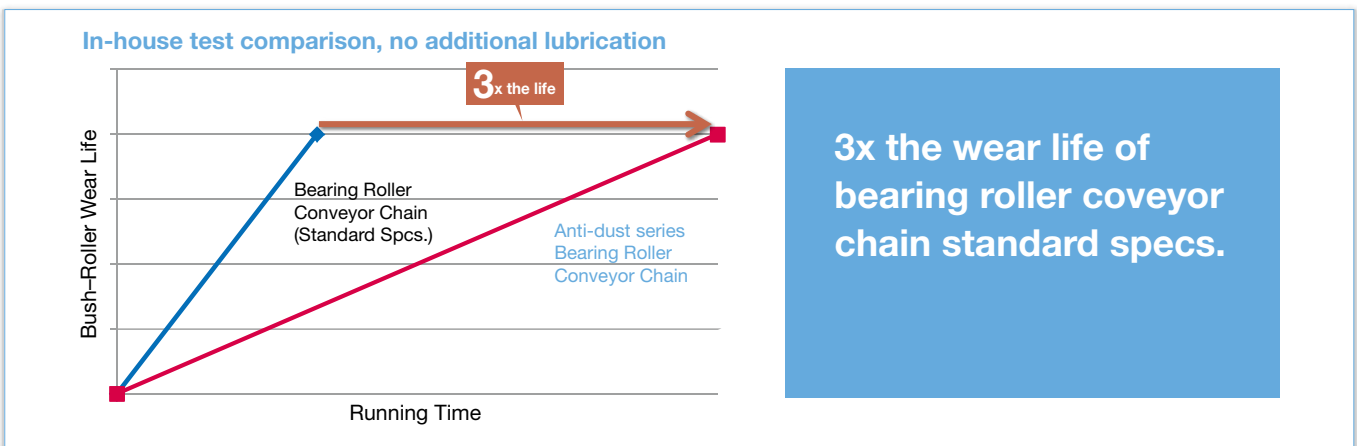 In-house test comparison, no additional lubrication
3x the life
Bush–Roller Wear Life
Bearing Roller
Conveyor Chain
(Standard Spcs.)
Anti-dust series
Bearing Roller
Conveyor Chain
Running Time
3x the wear life of
bearing roller coveyor
chain standard specs.